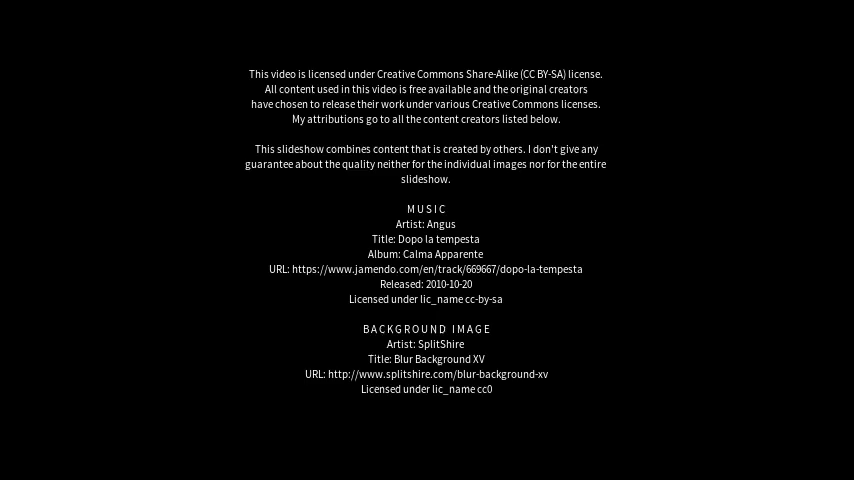 This video is licensed under Creative Commons Share-Alike (CC BY-SA) license.
All content used in this video is free available and the original creators
have chosen to release their work under various Creative Commons licenses.
My attributions go to all the content creators listed below.
This slideshow combines content that is created by others. I don't give any
guarantee about the quality neither for the individual images nor for the entire
slideshow.
MUSIC
Artist: Angus
Title: Dopo la tempesta
Album: Calma Apparente
URL: https://www.jamendo.com/en/track/669667/dopo-la-tempesta
Released: 2010-10-20
Licensed under lic_name cc-by-sa
BACKGROUND IMAGE
Artist: SplitShire
Title: Blur Background XV
URL: http://www.splitshire.com/blur-background-xv
Licensed under lic_name cc0